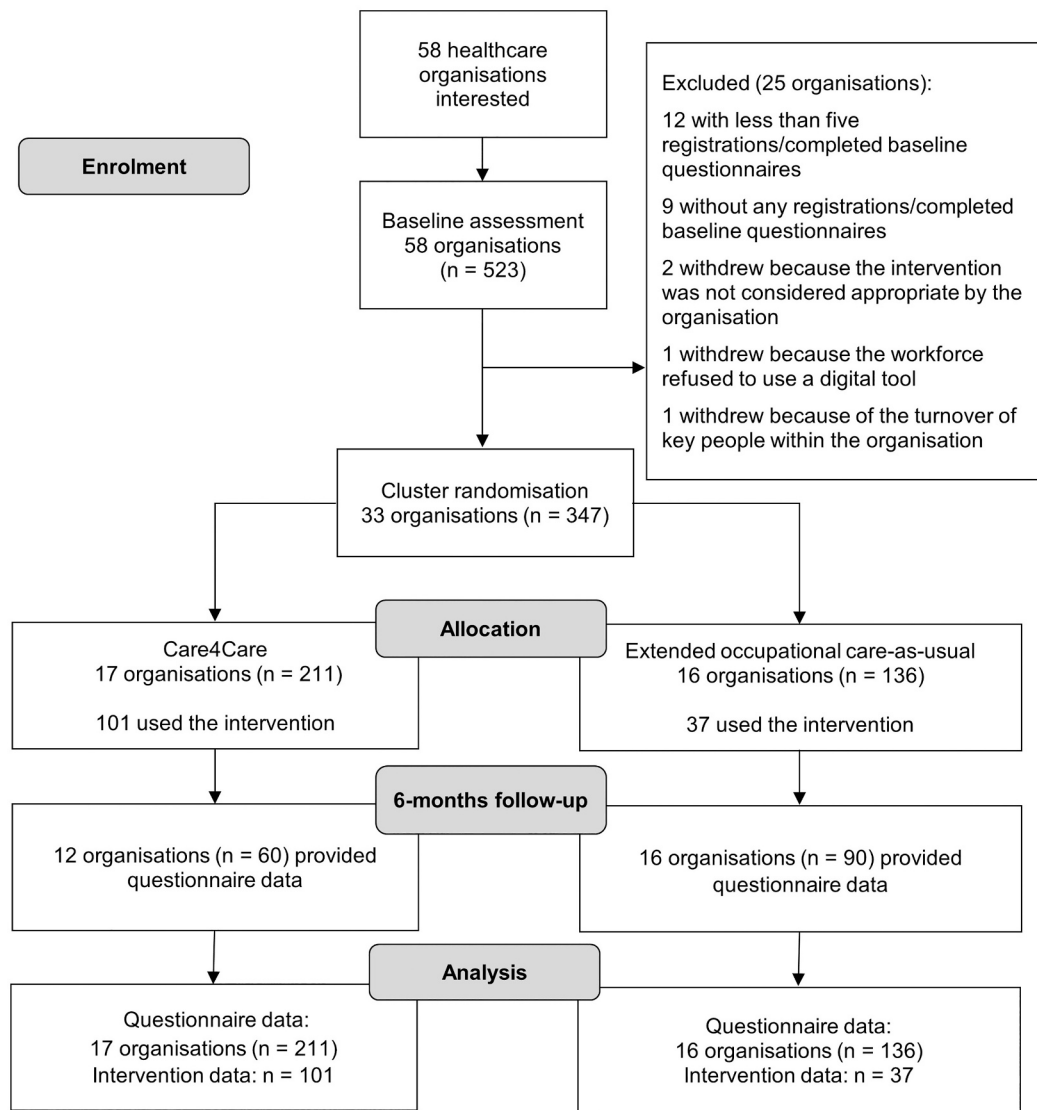 58 healthcare
organisations
interested
Excluded (25 organisations):
12 with less than five
registrations/completed baseline
questionnaires
9 without any registrations/completed
baseline questionnaires
2 withdrew because the intervention
was not considered appropriate by the
organisation
1 withdrew because the workforce
refused to use a digital tool
1 withdrew because of the turnover of
key people within the organisation
Enrolment
Baseline assessment
58 organisations
(n = 523)
Cluster randomisation
33 organisations (n = 347)
Allocation
Care4Care
17 organisations (n = 211)
101 used the intervention
Extended occupational care-as-usual
16 organisations (n = 136)
37 used the intervention
6-months follow-up
12 organisations (n = 60) provided
questionnaire data
16 organisations (n = 90) provided
questionnaire data
Analysis
Questionnaire data:
17 organisations (n = 211)
Intervention data: n = 101
Questionnaire data:
16 organisations (n = 136)
Intervention data: n = 37